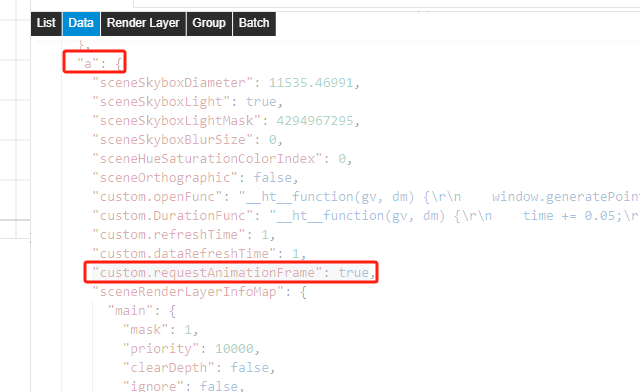 List Data Render Layer Group Batch
},
"a": {
"sceneSkyboxDiameter": 11535.46991,
"sceneSkyboxLight": true,
"sceneSkyboxLightMask": 4294967295,
"sceneSkyboxBlurSize": 0,
"sceneHueSaturationColorIndex": 0,
"sceneOrthographic": false,
"custom.openFunc": "__ht__function(gv, dm) {\r\n    window.generatePoin
"custom.DurationFunc": "__ht__function(gv, dm) {\r\n    time += 0.05;\r
"custom.refreshTime": 1,
"custom.dataRefreshTime": 1,
"custom.requestAnimationFrame": true,
"sceneRenderLayerInfoMap": {
"main": {
"mask": 1,
"priority": 10000,
"clearDepth": false,
"ignore": false,